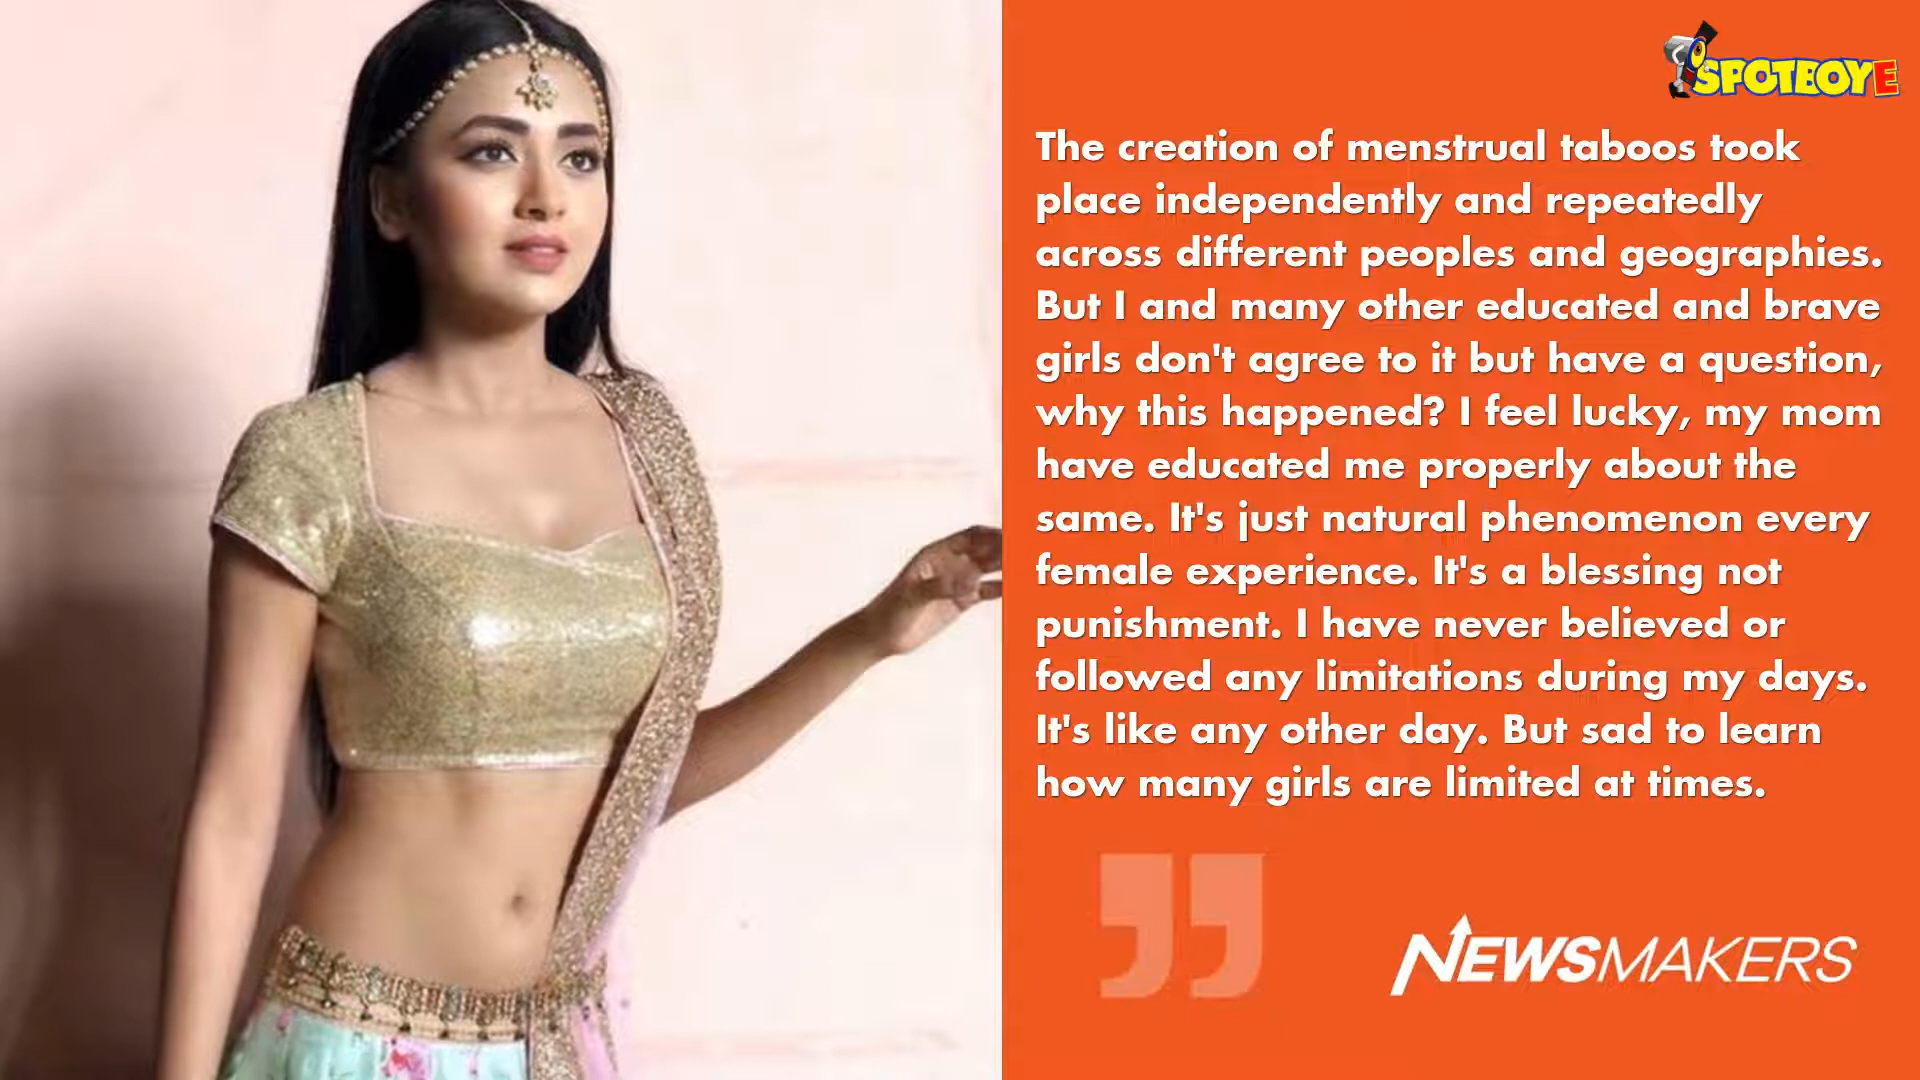 SPOTBOYE
The creation of menstrual taboos took
place independently and repeatedly
across different peoples and geographies.
But I and many other educated and brave
girls don't agree to it but have a question,
why this happened? I feel lucky, my mom
have educated me properly about the
same. It's just natural phenomenon every
female experience. It's a blessing not
punishment. I have never believed or
followed any limitations during my days.
It's like any other day. But sad to learn
how many girls are limited at times.
”
NEWSMAKERS